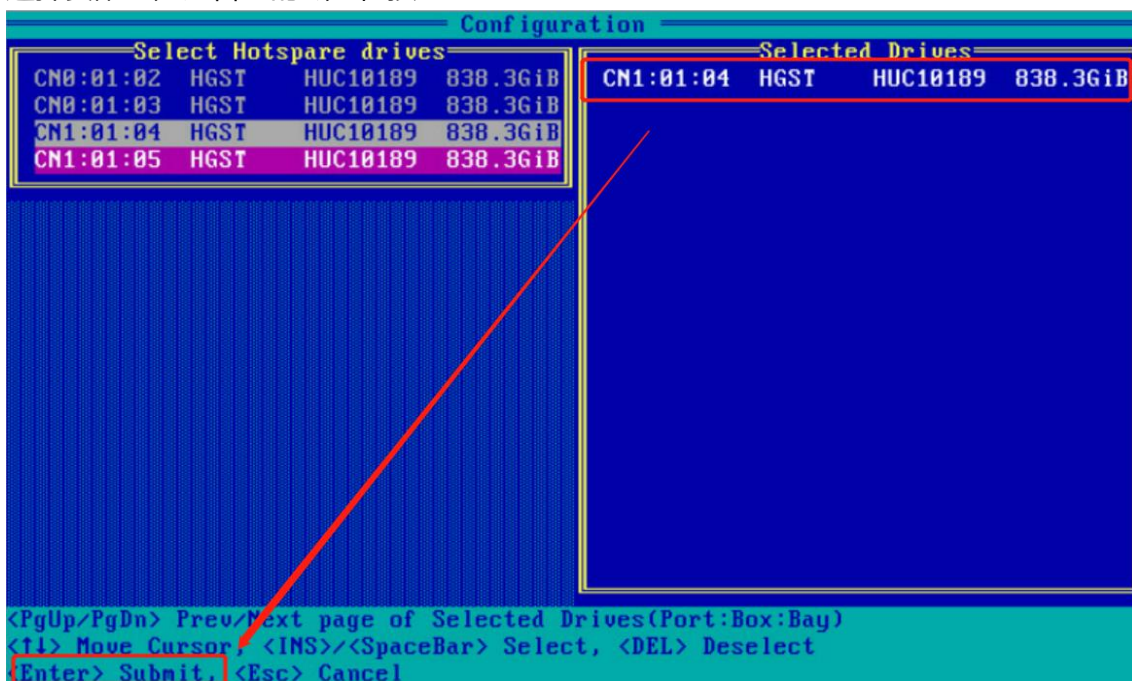 Configuration
Select Hotspare drives
CN0:01:02 HGST HUC10189 838.3GiB
CN0:01:03 HGST HUC10189 838.3GiB
CN1:01:04 HGST HUC10189 838.3GiB
CN1:01:05 HGST HUC10189 838.3GiB
Selected Drives
CN1:01:04 HGST HUC10189 838.3GiB
<PgUp/PgDn> Prev/Next page of Selected Drives(Port:Box:Bay)
<↑↓> Move Cursor, <INS>/<SpaceBar> Select, <DEL> Deselect
<Enter> Submit, <Esc> Cancel